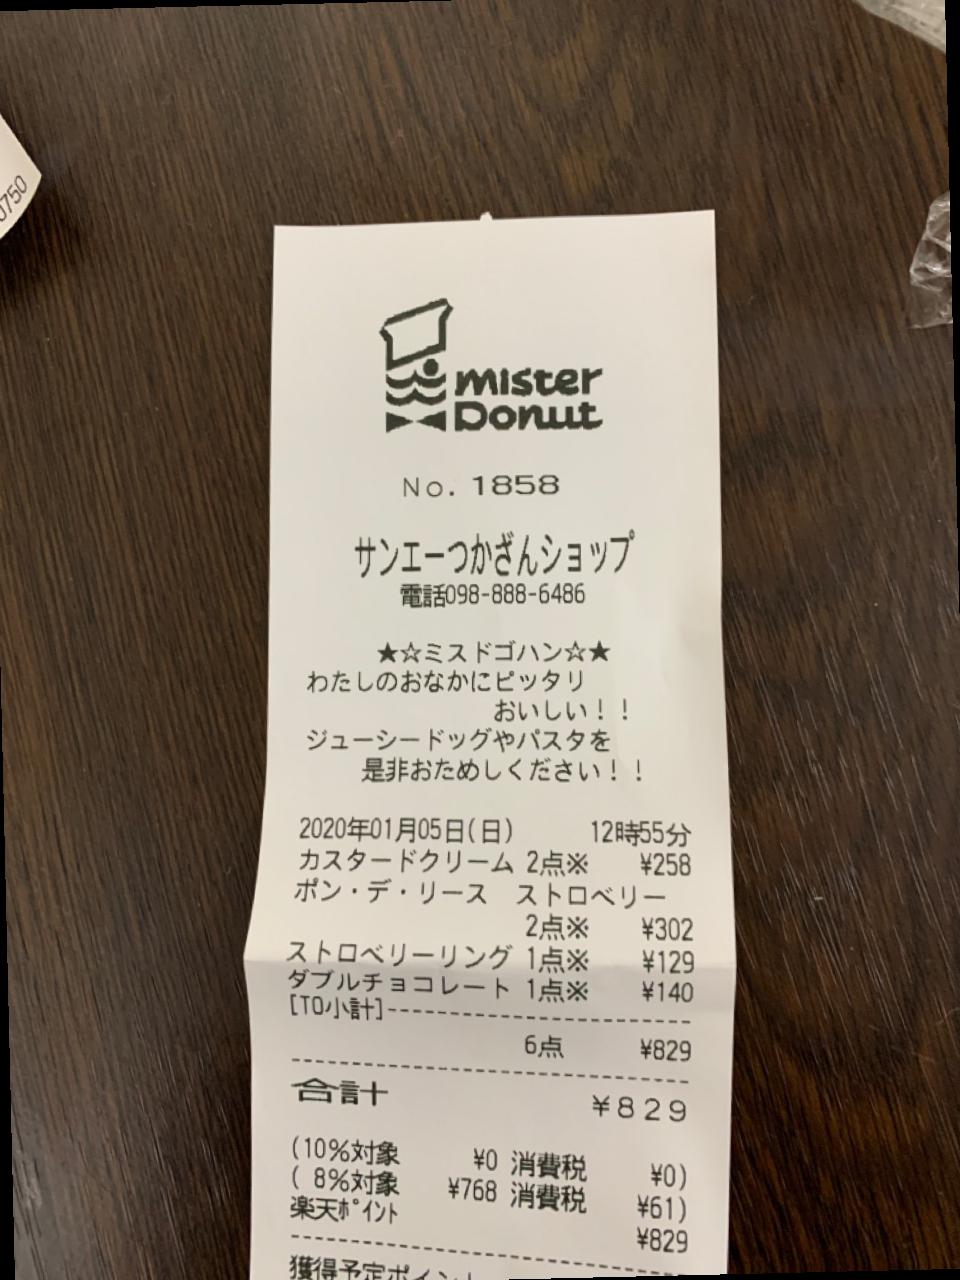 0750
mister
Donut
No. 1858
サンエーつかざんショップ
電話098-888-6486
★☆ミスドゴハン☆★
わたしのおなかにピッタリ
おいしい！！
ジューシードッグやパスタを
是非おためしください！！
2020年01月05日(日) 12時55分
カスタードクリーム 2点※ ¥258
ポン・デ・リース ストロベリー
2点※ ¥302
ストロベリーリング 1点※ ¥129
ダブルチョコレート 1点※ ¥140
[TO小計]--------------------
6点 ¥829
合計 ¥829
(10%対象 ¥0 消費税 ¥0)
( 8%対象 ¥768 消費税 ¥61)
楽天ﾎﾟｲﾝﾄ ¥829
獲得予定ポイント